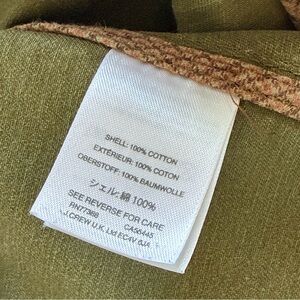 SHELL: 100% COTTON
EXTÉRIEUR: 100% COTON
OBERSTOFF: 100% BAUMWOLLE
シェル: 綿 100%
SEE REVERSE FOR CARE
RN77388 CA56445
J.CREW U.K. Ltd EC4V 6JA